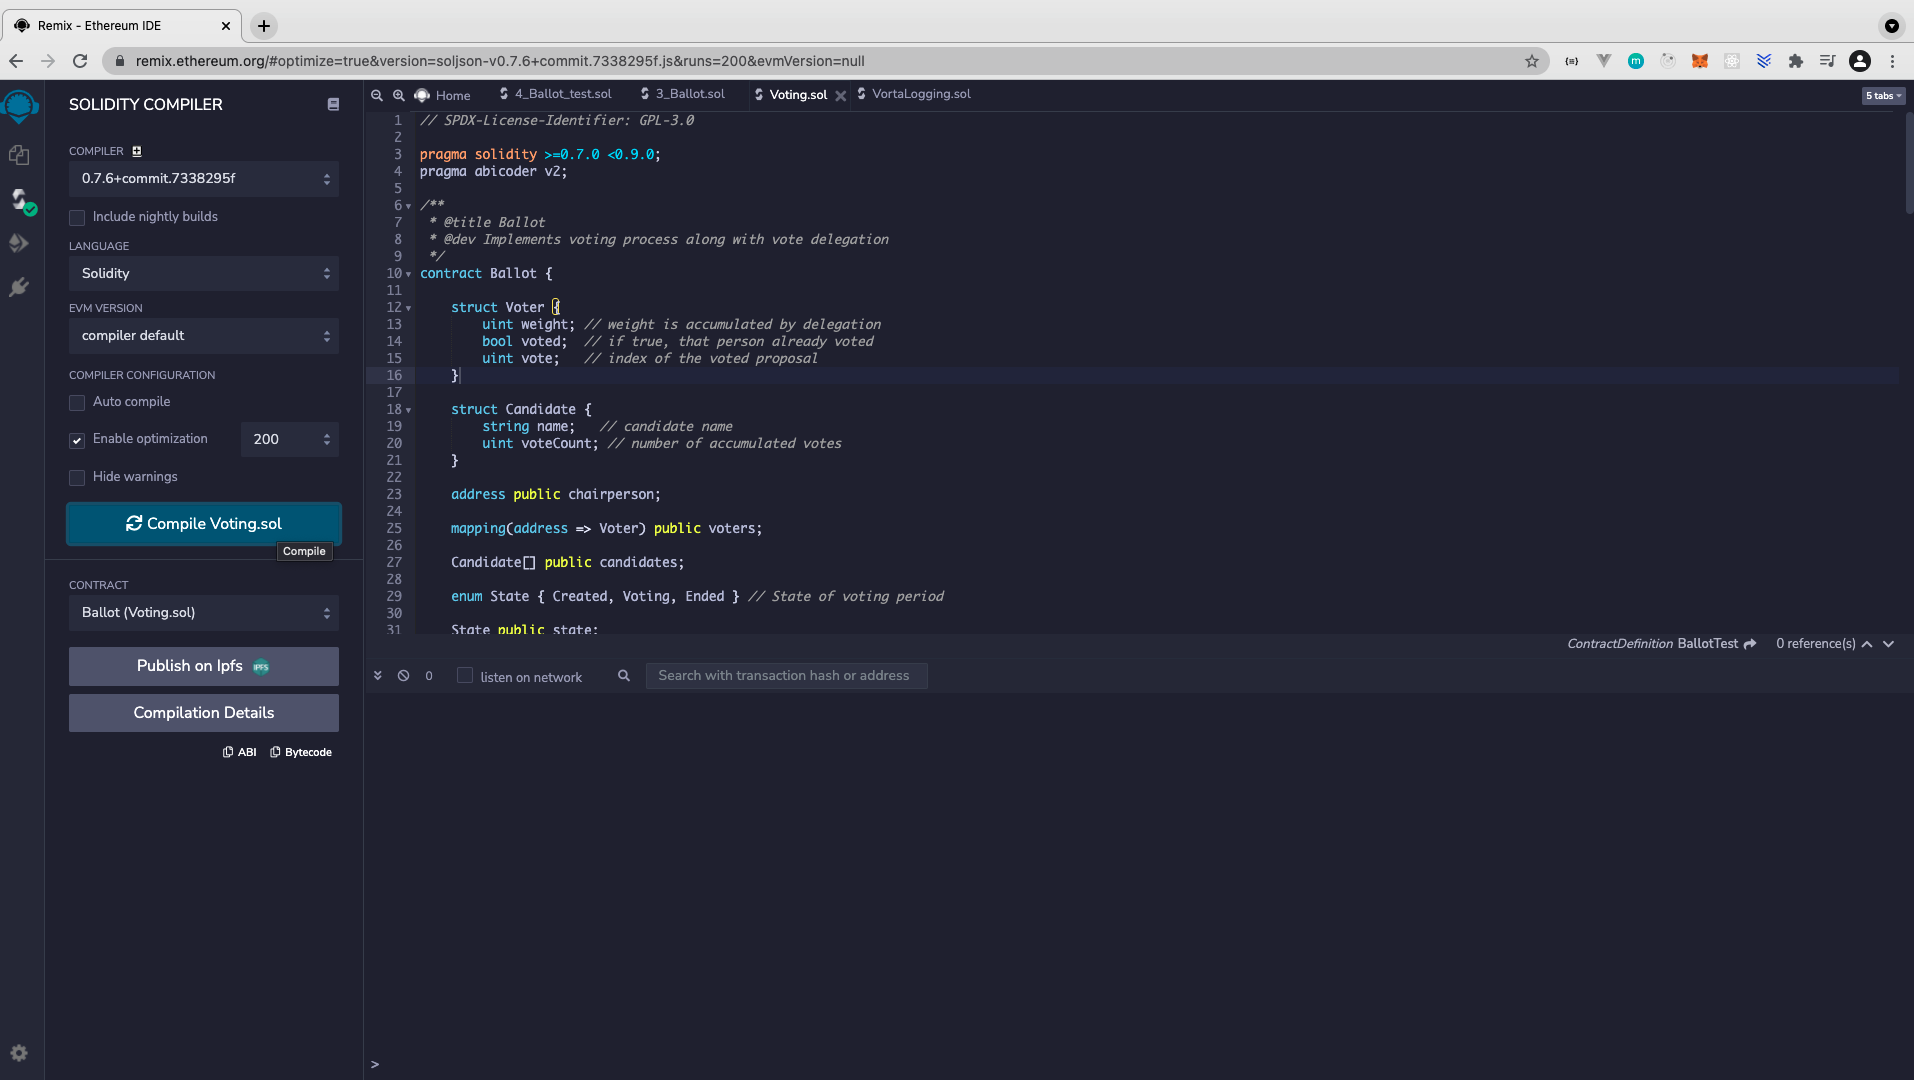 Remix - Ethereum IDE
remix.ethereum.org/#optimize=true&version=soljson-v0.7.6+commit.7338295f.js&runs=200&evmVersion=null
SOLIDITY COMPILER
COMPILER
0.7.6+commit.7338295f
Include nightly builds
LANGUAGE
Solidity
EVM VERSION
compiler default
COMPILER CONFIGURATION
Auto compile
Enable optimization 200
Hide warnings
Compile Voting.sol
Compile
CONTRACT
Ballot (Voting.sol)
Publish on Ipfs IPFS
Compilation Details
ABI Bytecode
Home 4_Ballot_test.sol 3_Ballot.sol Voting.sol VortaLogging.sol 5 tabs
1 // SPDX-License-Identifier: GPL-3.0
2
3 pragma solidity >=0.7.0 <0.9.0;
4 pragma abicoder v2;
5
6 /**
7 * @title Ballot
8 * @dev Implements voting process along with vote delegation
9 */
10 contract Ballot {
11
12 struct Voter {
13 uint weight; // weight is accumulated by delegation
14 bool voted; // if true, that person already voted
15 uint vote; // index of the voted proposal
16 }
17
18 struct Candidate {
19 string name; // candidate name
20 uint voteCount; // number of accumulated votes
21 }
22
23 address public chairperson;
24
25 mapping(address => Voter) public voters;
26
27 Candidate[] public candidates;
28
29 enum State { Created, Voting, Ended } // State of voting period
30
31 State public state;
ContractDefinition BallotTest 0 reference(s)
0 listen on network Search with transaction hash or address
>